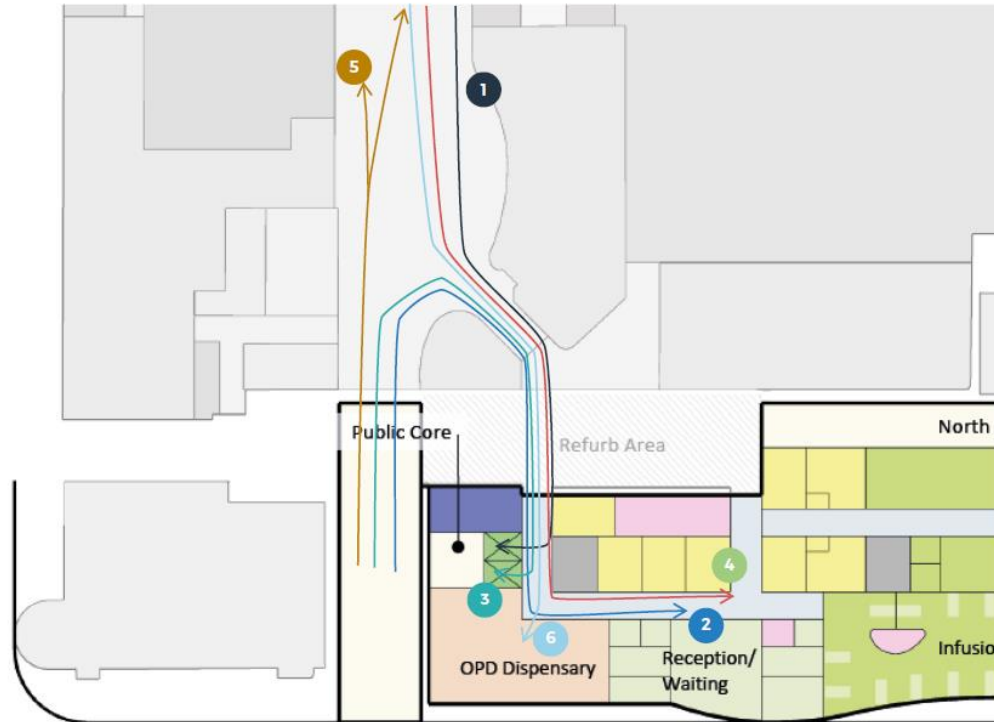 5
1
Public Core
Refurb Area
North
4
3
2
6
OPD Dispensary
Reception/
Waiting
Infusio